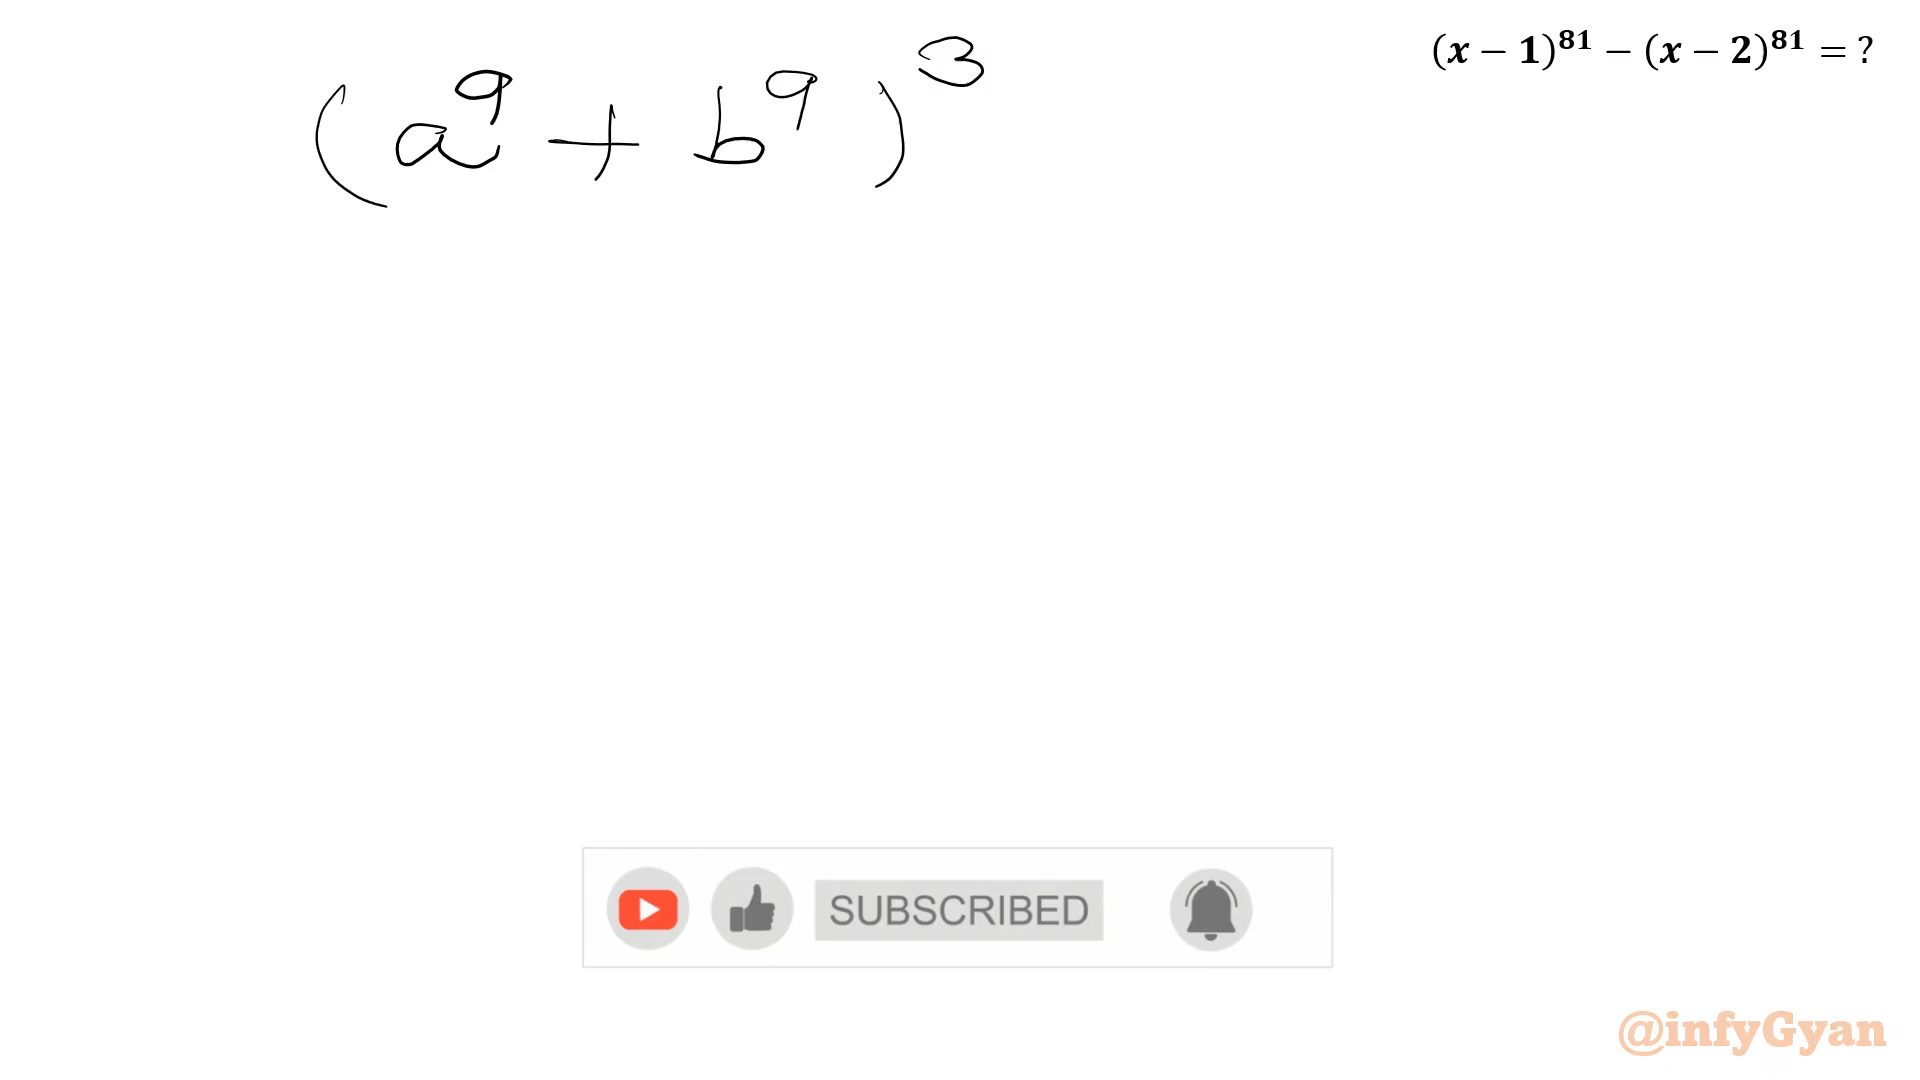 (x − 1)⁸¹ − (x − 2)⁸¹ = ?
(a⁹ + b⁹)³
SUBSCRIBED
@infyGyan